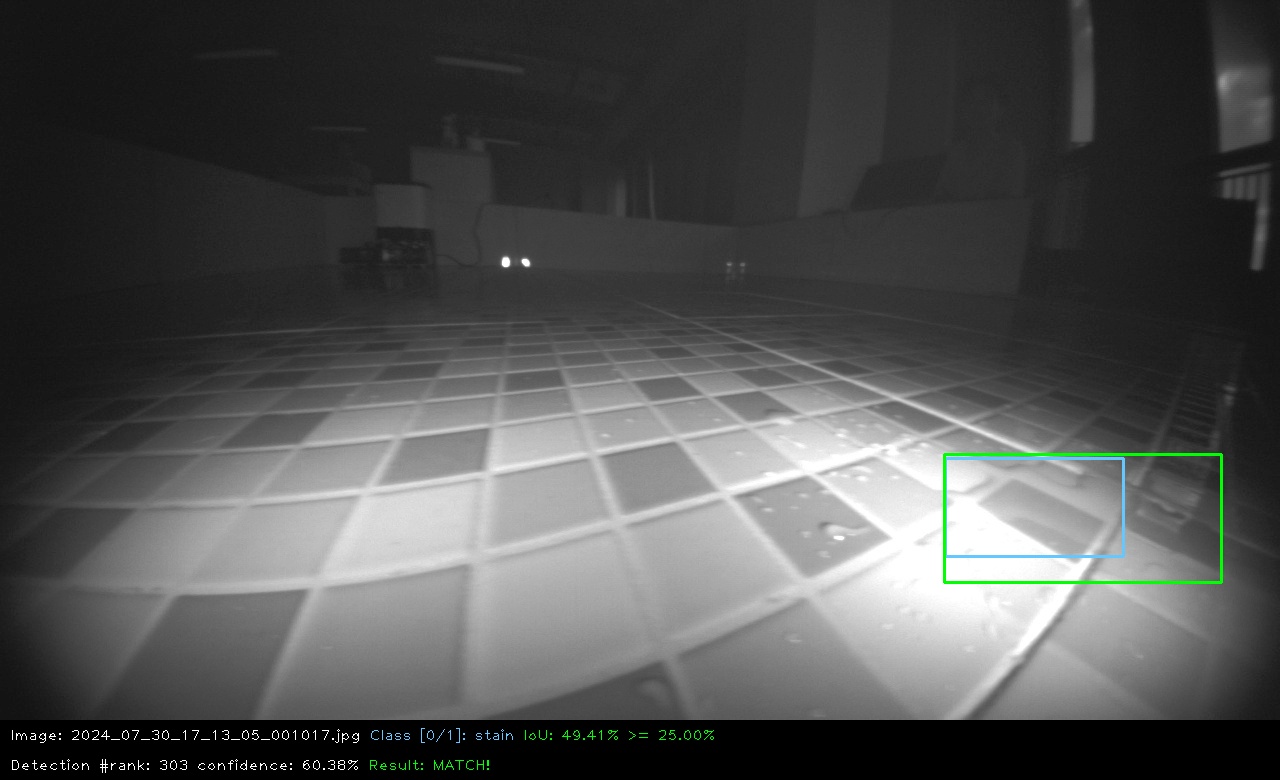 Image: 2024_07_30_17_13_05_001017.jpg Class [0/1]: stain IoU: 49.41% >= 25.00%
Detection #rank: 303 confidence: 60.38% Result: MATCH!